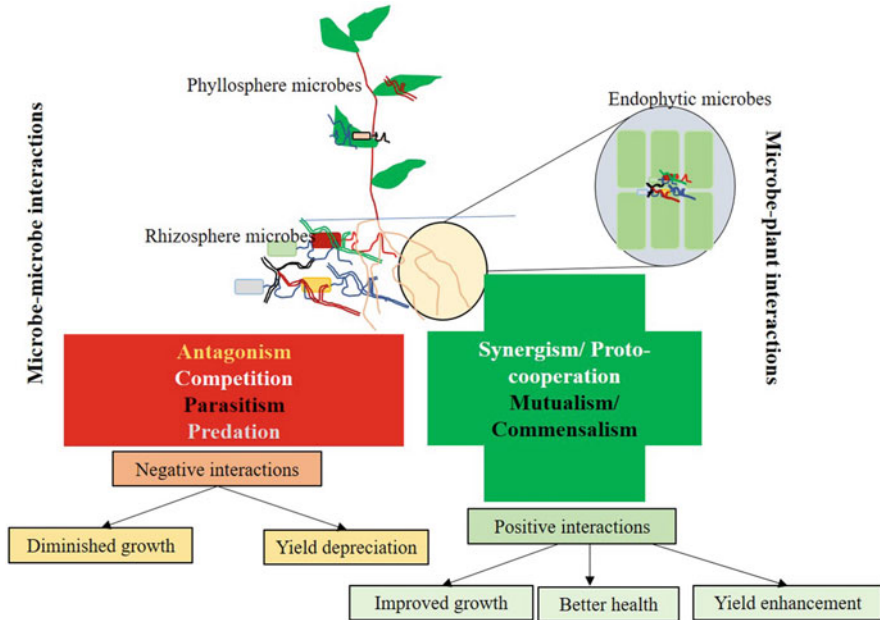 Phyllosphere microbes
Endophytic microbes
Microbe-microbe interactions
Microbe-plant interactions
Rhizosphere microbes
Antagonism
Competition
Parasitism
Predation
Synergism/ Proto-
cooperation
Mutualism/
Commensalism
Negative interactions
Diminished growth
Yield depreciation
Positive interactions
Improved growth
Better health
Yield enhancement